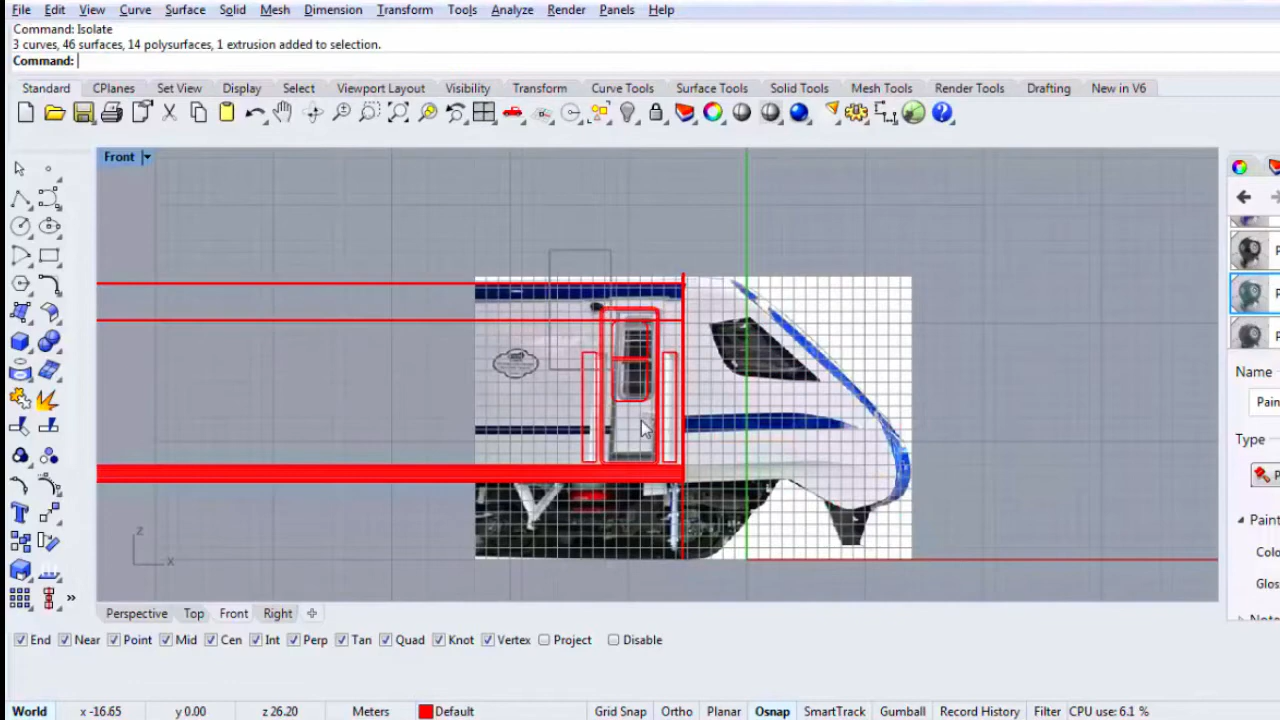 File Edit View Curve Surface Solid Mesh Dimension Transform Tools Analyze Render Panels Help
Command: Isolate
3 curves, 46 surfaces, 14 polysurfaces, 1 extrusion added to selection.
Command:
Standard CPlanes Set View Display Select Viewport Layout Visibility Transform Curve Tools Surface Tools Solid Tools Mesh Tools Render Tools Drafting New in V6
Front
P
P
P
Name
Pain
Type
P
Pain
Colo
Glos
z
x
Perspective Top Front Right
End Near Point Mid Cen Int Perp Tan Quad Knot Vertex Project Disable
World x -16.65 y 0.00 z 26.20 Meters Default Grid Snap Ortho Planar Osnap SmartTrack Gumball Record History Filter CPU use: 6.1 %